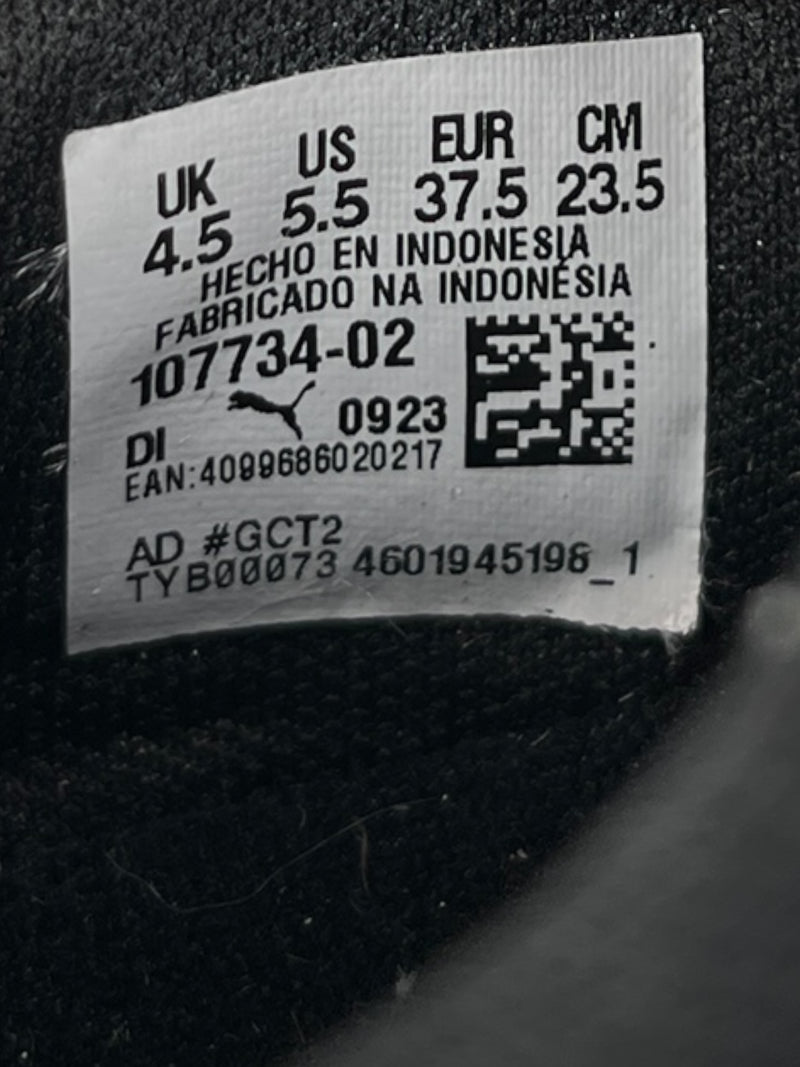 UK US EUR CM
4.5 5.5 37.5 23.5
HECHO EN INDONESIA
FABRICADO NA INDONÉSIA
107734-02
DI 0923
EAN:4099686020217
AD #GCT2
TYB00073 4601945196_1